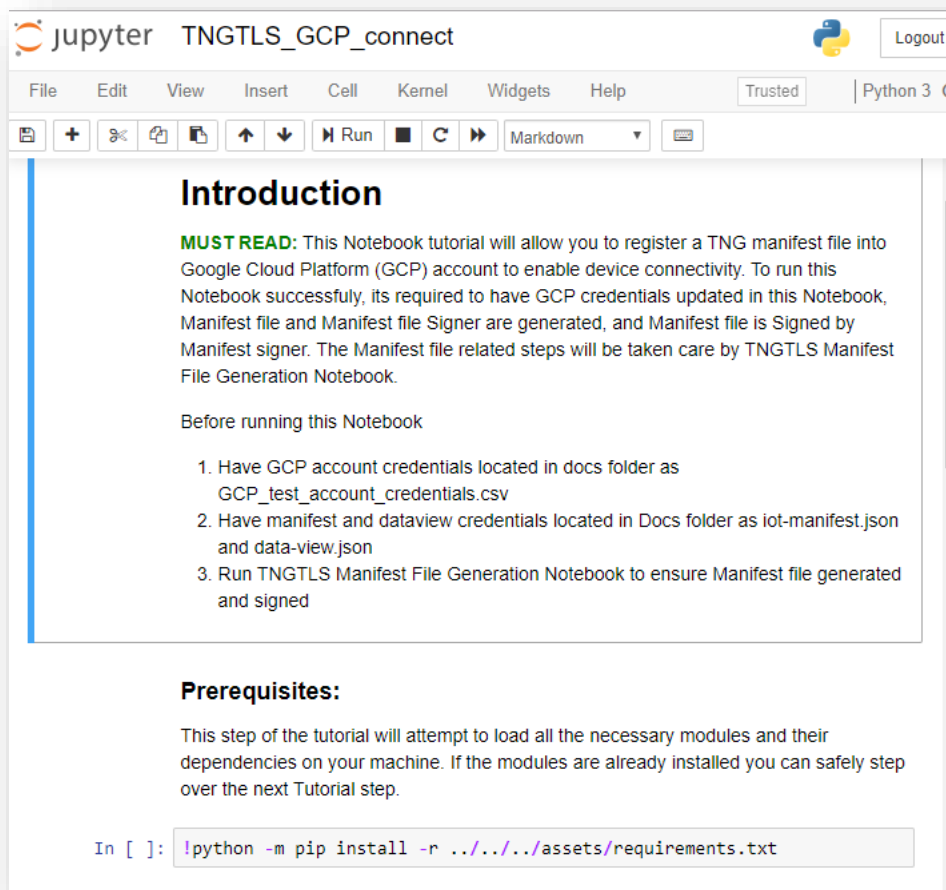 jupyter TNGTLS_GCP_connect
Logout
File Edit View Insert Cell Kernel Widgets Help Trusted Python 3
Run Markdown
Introduction
MUST READ: This Notebook tutorial will allow you to register a TNG manifest file into
Google Cloud Platform (GCP) account to enable device connectivity. To run this
Notebook successfuly, its required to have GCP credentials updated in this Notebook,
Manifest file and Manifest file Signer are generated, and Manifest file is Signed by
Manifest signer. The Manifest file related steps will be taken care by TNGTLS Manifest
File Generation Notebook.
Before running this Notebook
1. Have GCP account credentials located in docs folder as
GCP_test_account_credentials.csv
2. Have manifest and dataview credentials located in Docs folder as iot-manifest.json
and data-view.json
3. Run TNGTLS Manifest File Generation Notebook to ensure Manifest file generated
and signed
Prerequisites:
This step of the tutorial will attempt to load all the necessary modules and their
dependencies on your machine. If the modules are already installed you can safely step
over the next Tutorial step.
In [ ]: !python -m pip install -r ../../../assets/requirements.txt